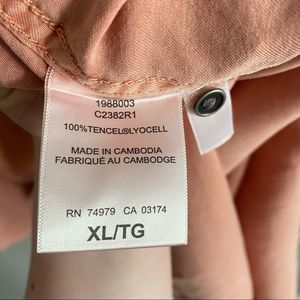 1988003
C2382R1
100%TENCEL®LYOCELL
MADE IN CAMBODIA
FABRIQUÉ AU CAMBODGE
RN 74979 CA 03174
XL/TG